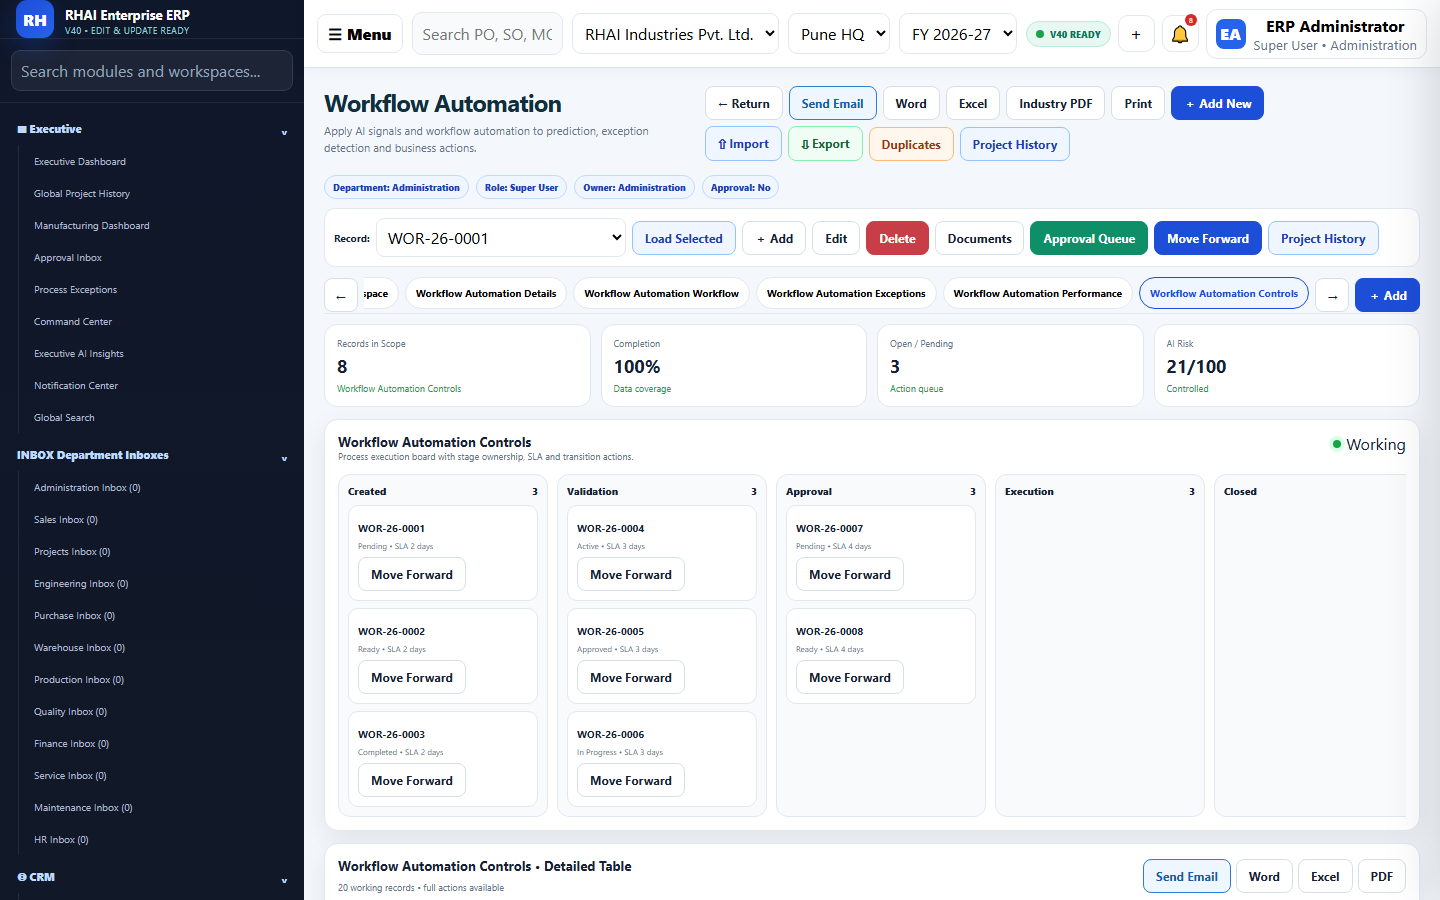 RH
RHAI Enterprise ERP
V40 • EDIT & UPDATE READY
Search modules and workspaces...
Executive
Executive Dashboard
Global Project History
Manufacturing Dashboard
Approval Inbox
Process Exceptions
Command Center
Executive AI Insights
Notification Center
Global Search
INBOX Department Inboxes
Administration Inbox (0)
Sales Inbox (0)
Projects Inbox (0)
Engineering Inbox (0)
Purchase Inbox (0)
Warehouse Inbox (0)
Production Inbox (0)
Quality Inbox (0)
Finance Inbox (0)
Service Inbox (0)
Maintenance Inbox (0)
HR Inbox (0)
CRM
☰ Menu
Search PO, SO, MO
RHAI Industries Pvt. Ltd.
Pune HQ
FY 2026-27
V40 READY
+
8
EA
ERP Administrator
Super User • Administration
Workflow Automation
Apply AI signals and workflow automation to prediction, exception
detection and business actions.
← Return
Send Email
Word
Excel
Industry PDF
Print
+ Add New
⇧ Import
⇩ Export
Duplicates
Project History
Department: Administration
Role: Super User
Owner: Administration
Approval: No
Record:
WOR-26-0001
Load Selected
+ Add
Edit
Delete
Documents
Approval Queue
Move Forward
Project History
←
space
Workflow Automation Details
Workflow Automation Workflow
Workflow Automation Exceptions
Workflow Automation Performance
Workflow Automation Controls
→
+ Add
Records in Scope
8
Workflow Automation Controls
Completion
100%
Data coverage
Open / Pending
3
Action queue
AI Risk
21/100
Controlled
Workflow Automation Controls
Process execution board with stage ownership, SLA and transition actions.
Working
Created 3
WOR-26-0001
Pending • SLA 2 days
Move Forward
WOR-26-0002
Ready • SLA 2 days
Move Forward
WOR-26-0003
Completed • SLA 2 days
Move Forward
Validation 3
WOR-26-0004
Active • SLA 3 days
Move Forward
WOR-26-0005
Approved • SLA 3 days
Move Forward
WOR-26-0006
In Progress • SLA 3 days
Move Forward
Approval 3
WOR-26-0007
Pending • SLA 4 days
Move Forward
WOR-26-0008
Ready • SLA 4 days
Move Forward
Execution 3
Closed
Workflow Automation Controls • Detailed Table
20 working records • full actions available
Send Email
Word
Excel
PDF